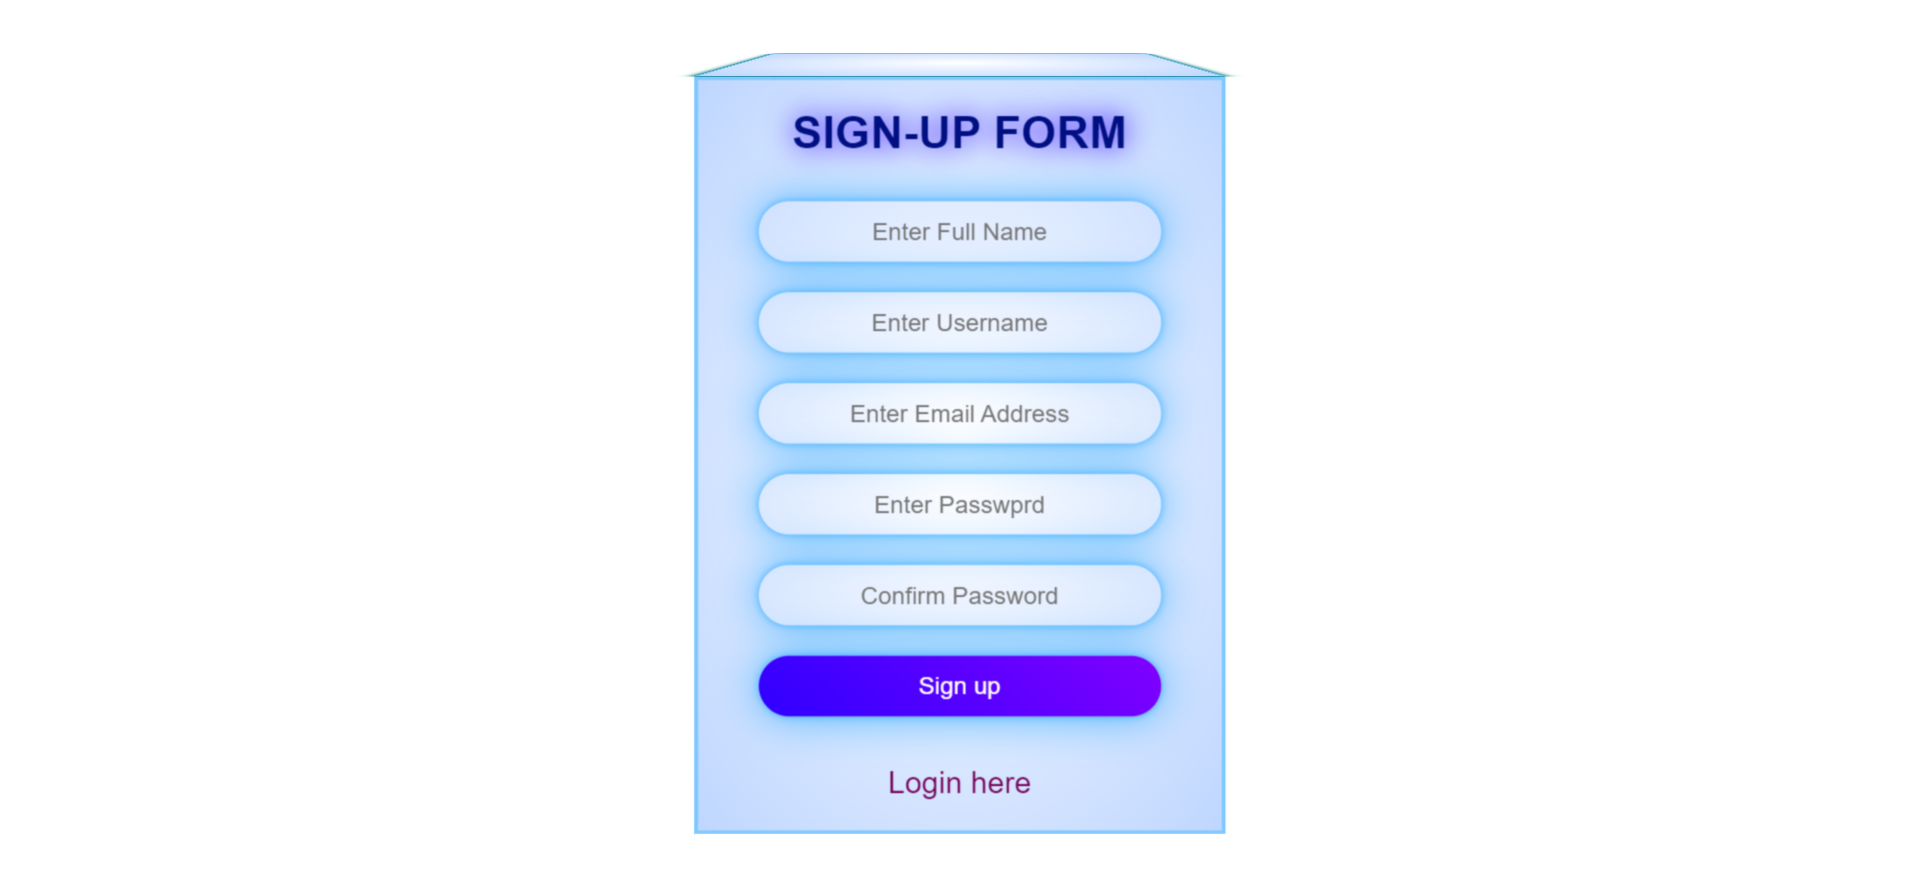 SIGN-UP FORM
Enter Full Name
Enter Username
Enter Email Address
Enter Passwprd
Confirm Password
Sign up
Login here